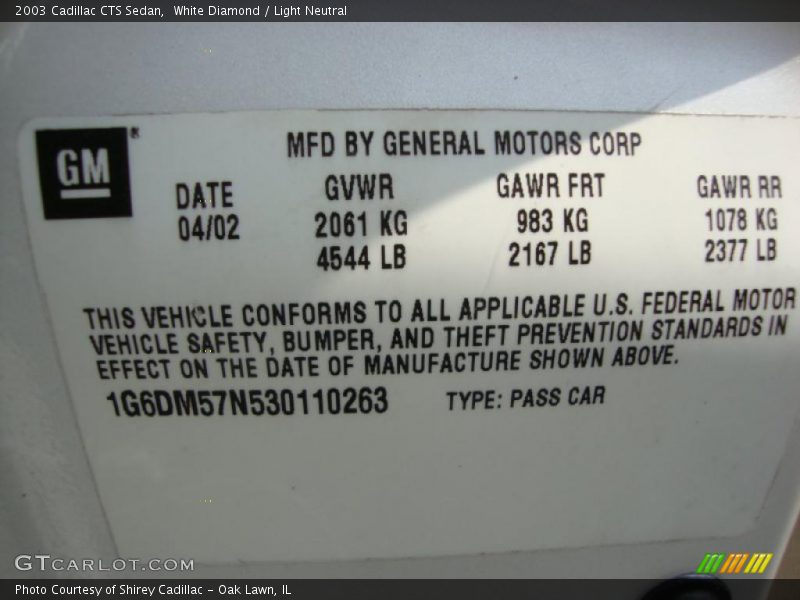 2003 Cadillac CTS Sedan, White Diamond / Light Neutral
GM®
MFD BY GENERAL MOTORS CORP
DATE GVWR GAWR FRT GAWR RR
04/02 2061 KG 983 KG 1078 KG
4544 LB 2167 LB 2377 LB
THIS VEHICLE CONFORMS TO ALL APPLICABLE U.S. FEDERAL MOTOR
VEHICLE SAFETY, BUMPER, AND THEFT PREVENTION STANDARDS IN
EFFECT ON THE DATE OF MANUFACTURE SHOWN ABOVE.
1G6DM57N530110263 TYPE: PASS CAR
GTCARLOT.COM
Photo Courtesy of Shirey Cadillac - Oak Lawn, IL